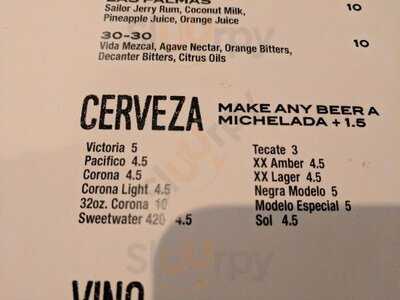 LAS PALMAS
Sailor Jerry Rum, Coconut Milk, 10
Pineapple Juice, Orange Juice
30-30 10
Vida Mezcal, Agave Nectar, Orange Bitters,
Decanter Bitters, Citrus Oils
CERVEZA
MAKE ANY BEER A
MICHELADA + 1.5
Victoria 5
Pacifico 4.5
Corona 4.5
Corona Light 4.5
32oz. Corona 10
Sweetwater 420 4.5
Tecate 3
XX Amber 4.5
XX Lager 4.5
Negra Modelo 5
Modelo Especial 5
Sol 4.5
VINO
Slurrpy